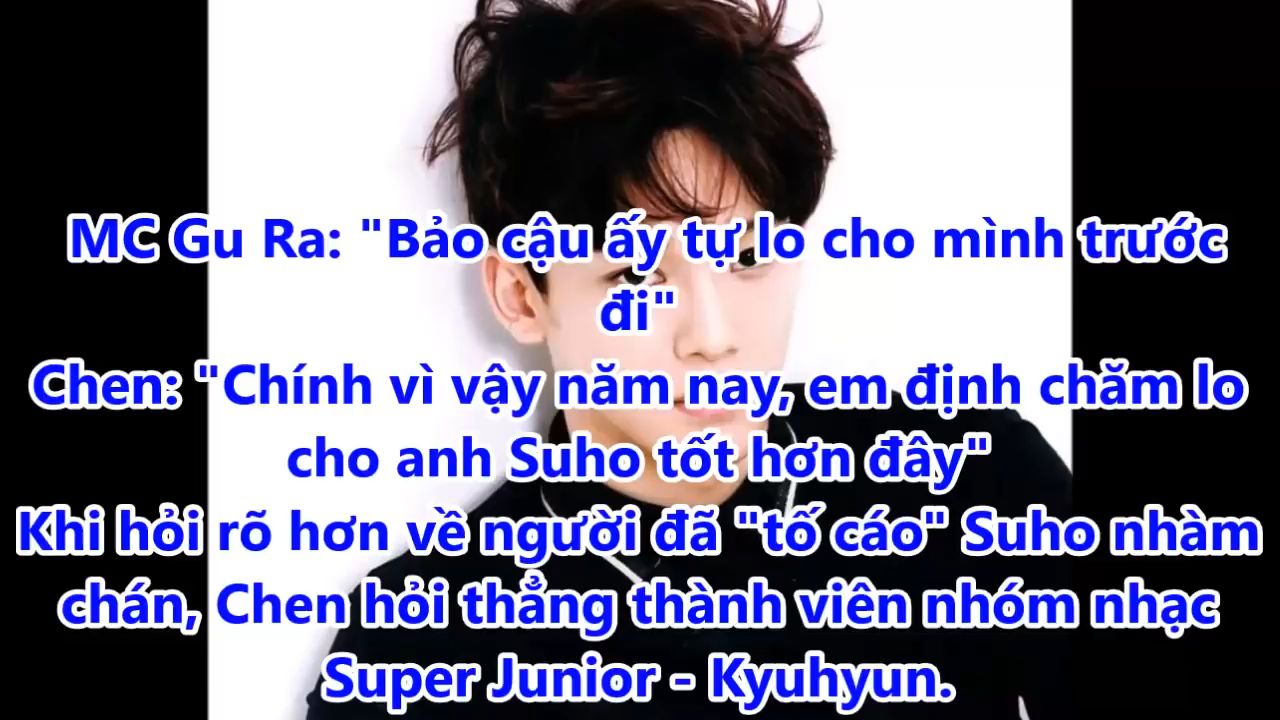 MC Gu Ra: "Bảo cậu ấy tự lo cho mình trước
đi"
Chen: "Chính vì vậy năm nay, em định chăm lo
cho anh Suho tốt hơn đây"
Khi hỏi rõ hơn về người đã "tố cáo" Suho nhàm
chán, Chen hỏi thẳng thành viên nhóm nhạc
Super Junior - Kyuhyun.